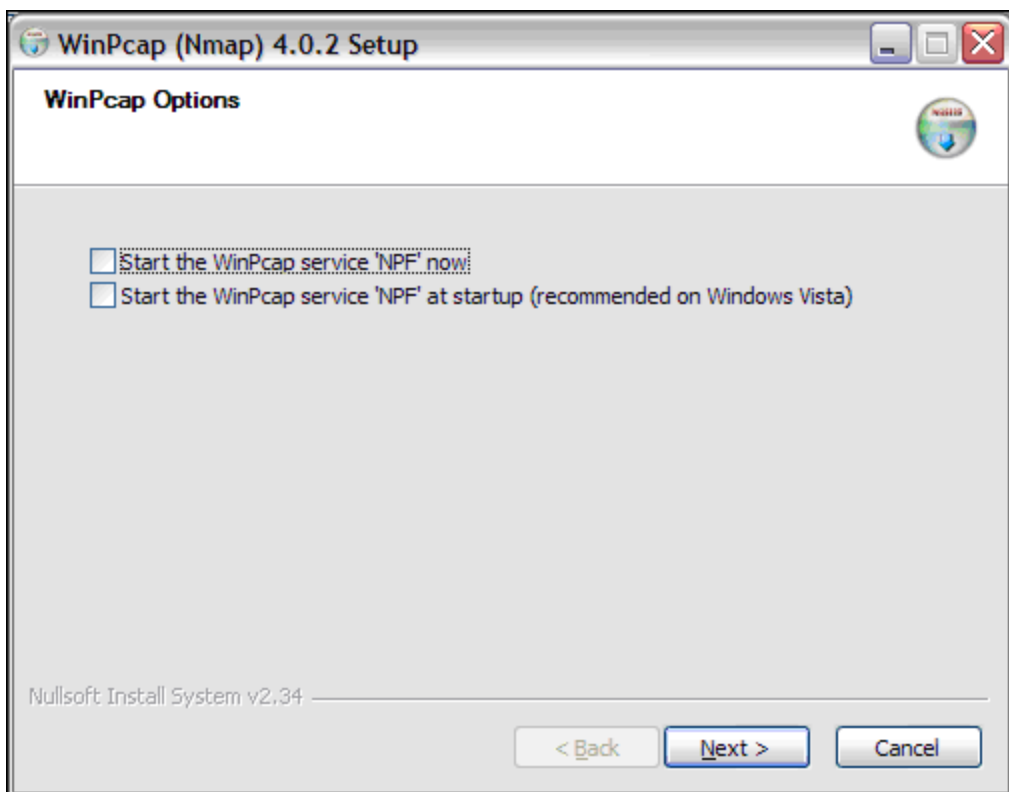 WinPcap (Nmap) 4.0.2 Setup
WinPcap Options
Start the WinPcap service 'NPF' now
Start the WinPcap service 'NPF' at startup (recommended on Windows Vista)
Nullsoft Install System v2.34
< Back Next > Cancel